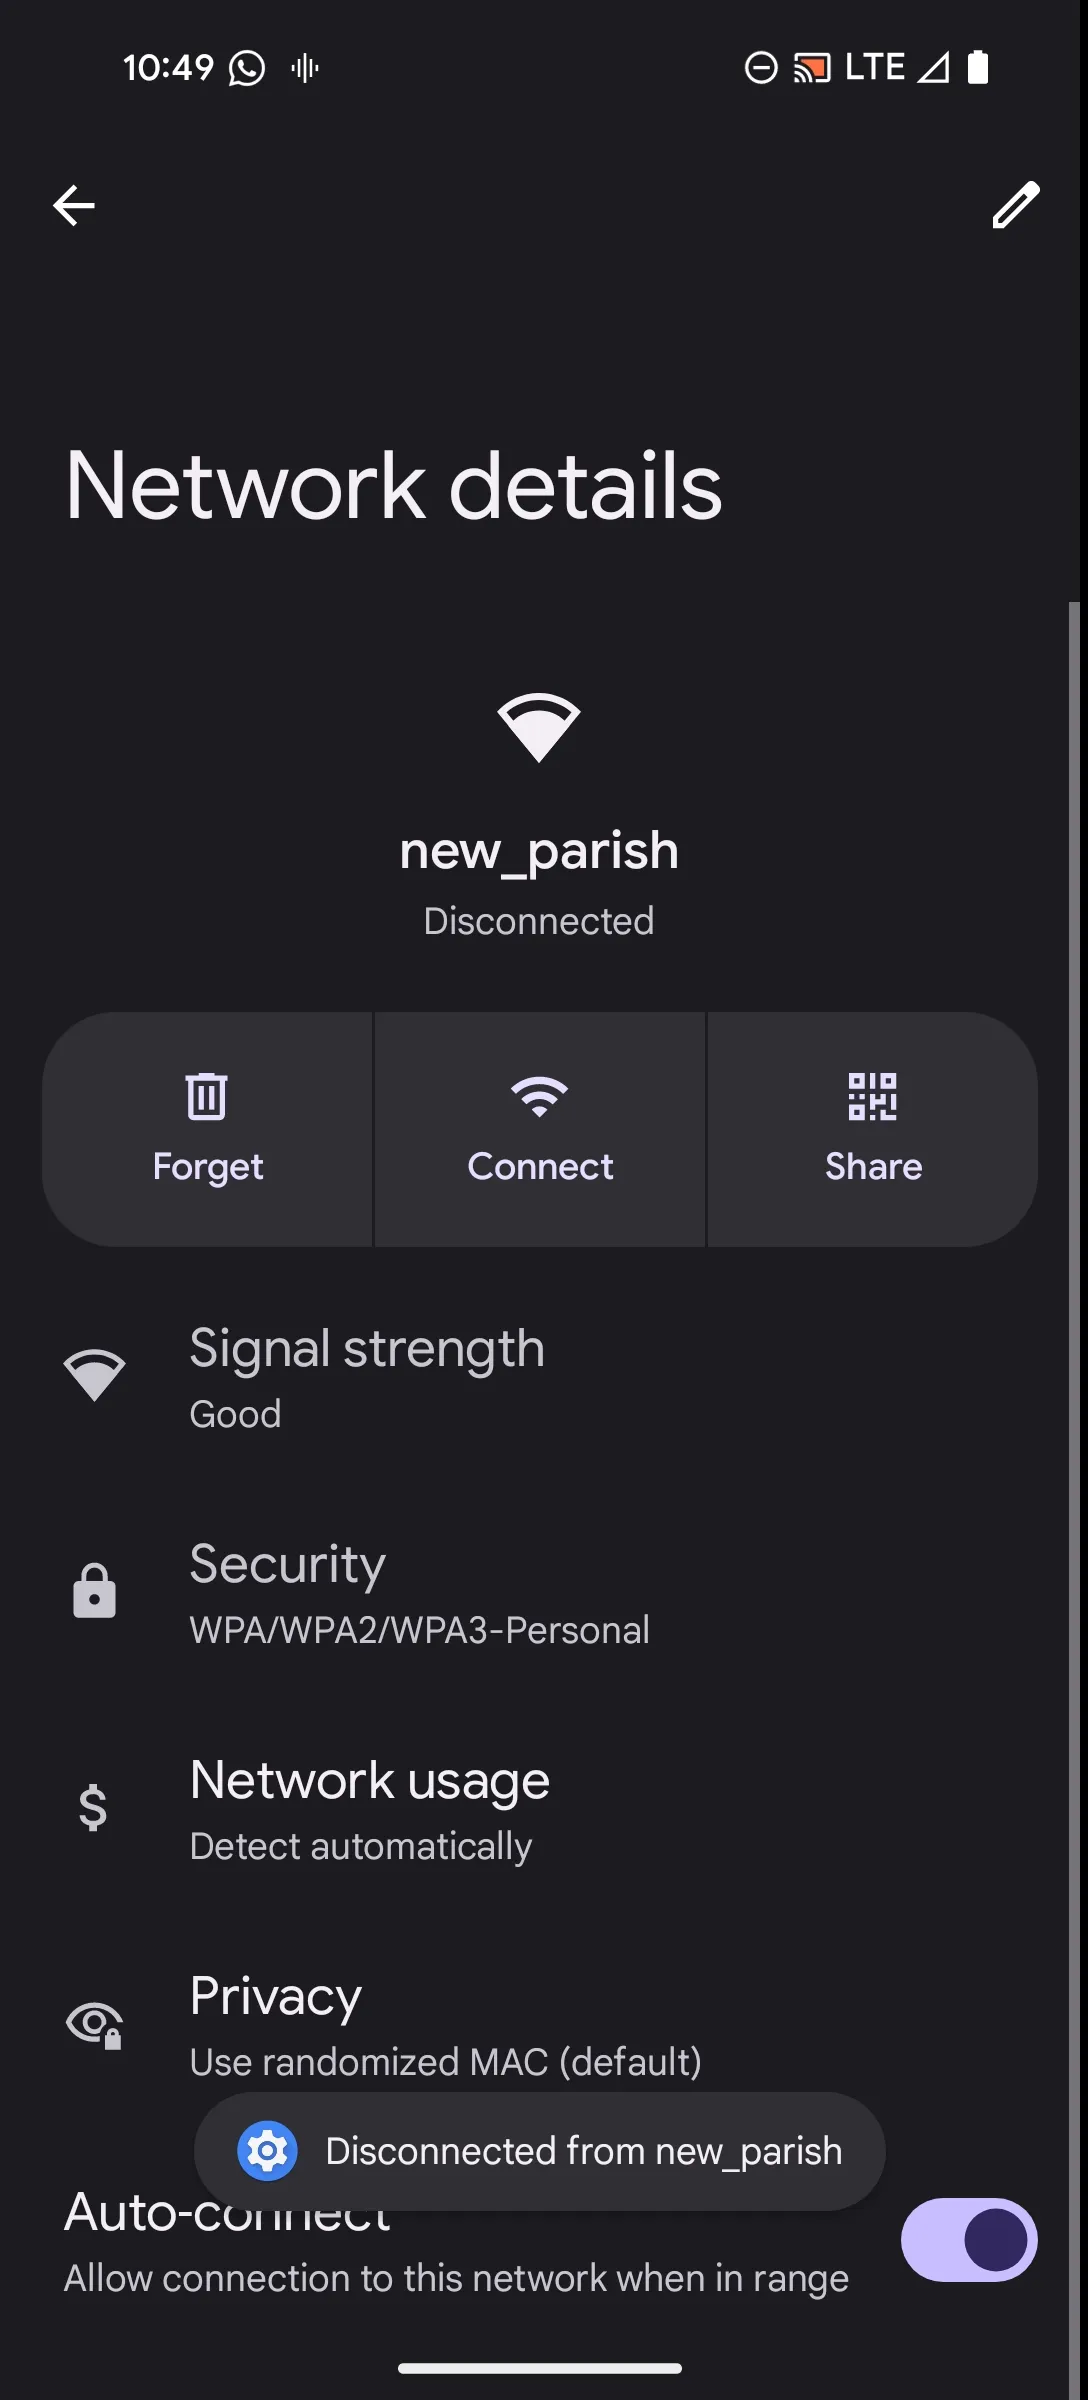 10:49 LTE
Network details
new_parish
Disconnected
Forget Connect Share
Signal strength
Good
Security
WPA/WPA2/WPA3-Personal
Network usage
Detect automatically
Privacy
Use randomized MAC (default)
Disconnected from new_parish
Auto-connect
Allow connection to this network when in range